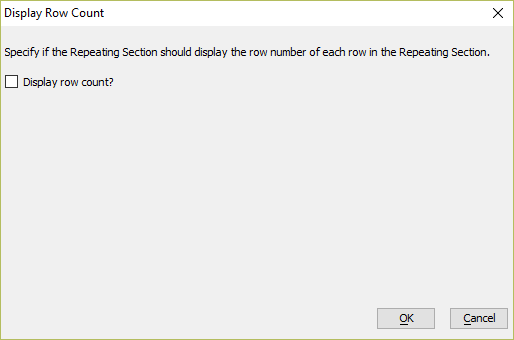 Display Row Count
Specify if the Repeating Section should display the row number of each row in the Repeating Section.
Display row count?
OK Cancel